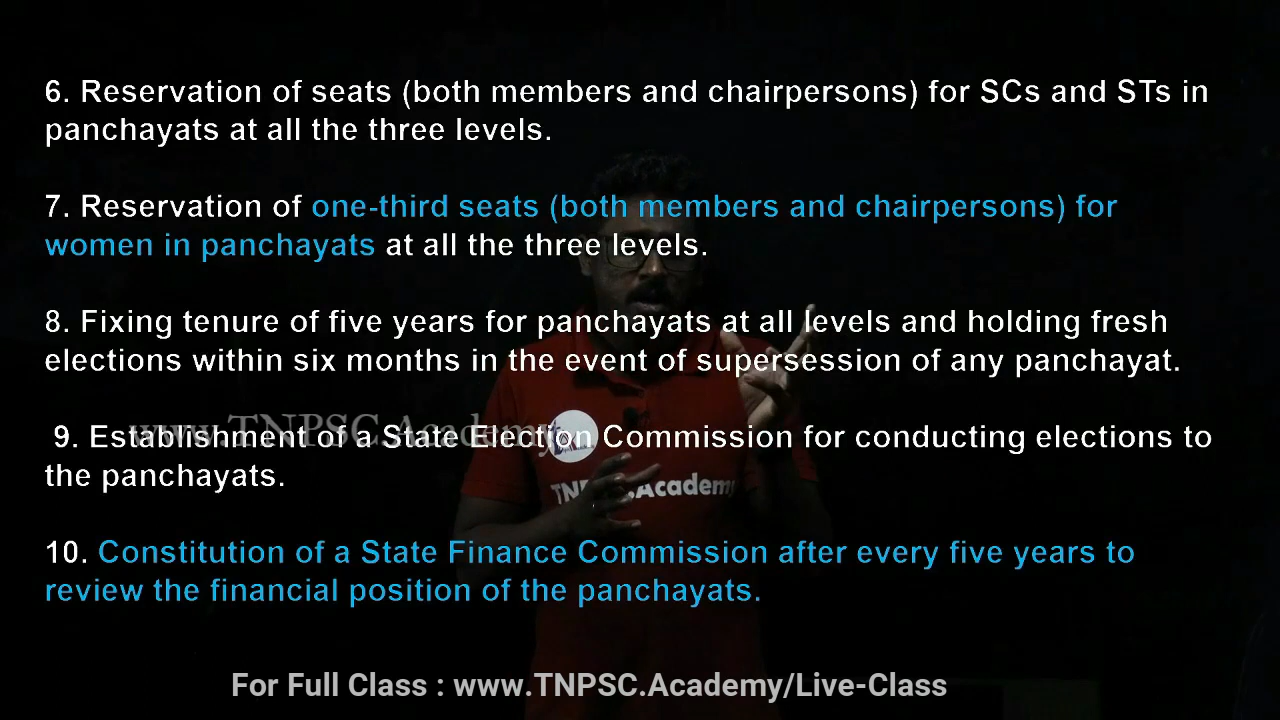 6. Reservation of seats (both members and chairpersons) for SCs and STs in
panchayats at all the three levels.
7. Reservation of one-third seats (both members and chairpersons) for
women in panchayats at all the three levels.
8. Fixing tenure of five years for panchayats at all levels and holding fresh
elections within six months in the event of supersession of any panchayat.
www.TNPSC.Academy
9. Establishment of a State Election Commission for conducting elections to
the panchayats.
TNPSC.Academy
10. Constitution of a State Finance Commission after every five years to
review the financial position of the panchayats.
For Full Class : www.TNPSC.Academy/Live-Class